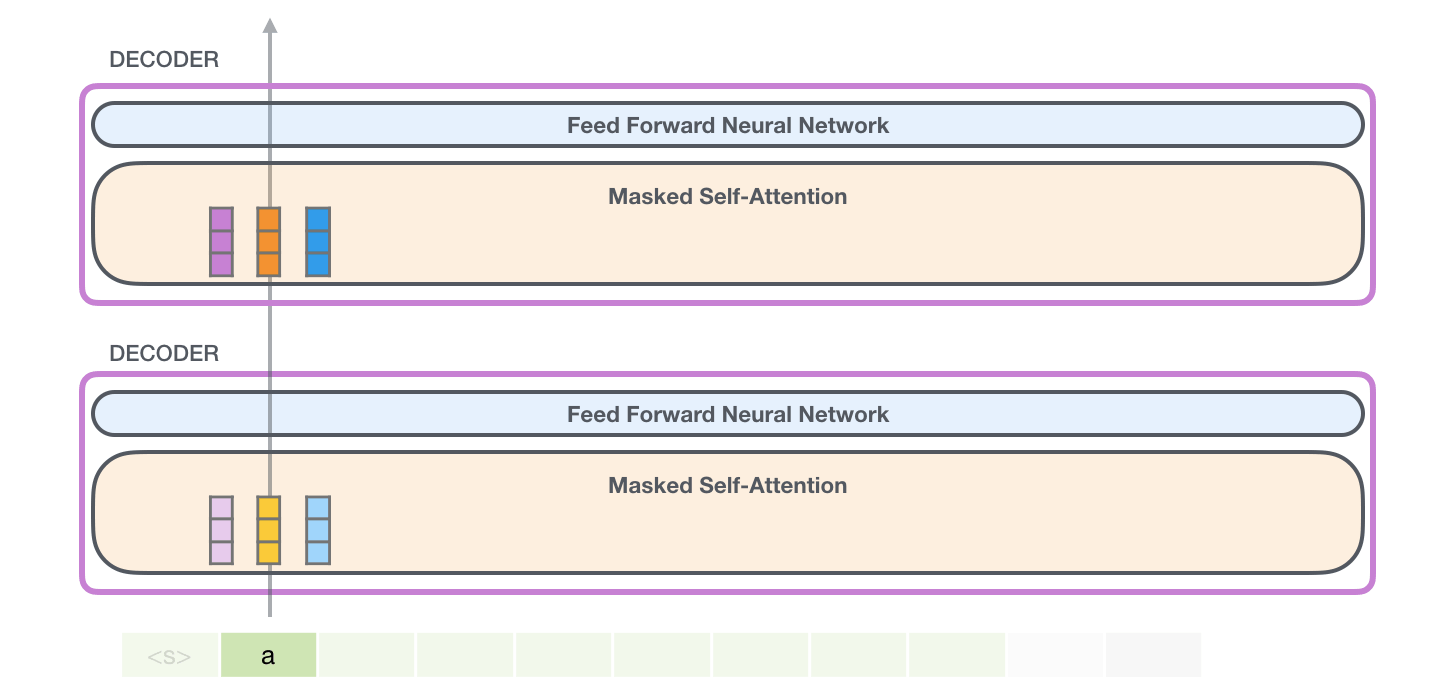 DECODER
Feed Forward Neural Network
Masked Self-Attention
DECODER
Feed Forward Neural Network
Masked Self-Attention
<s> a